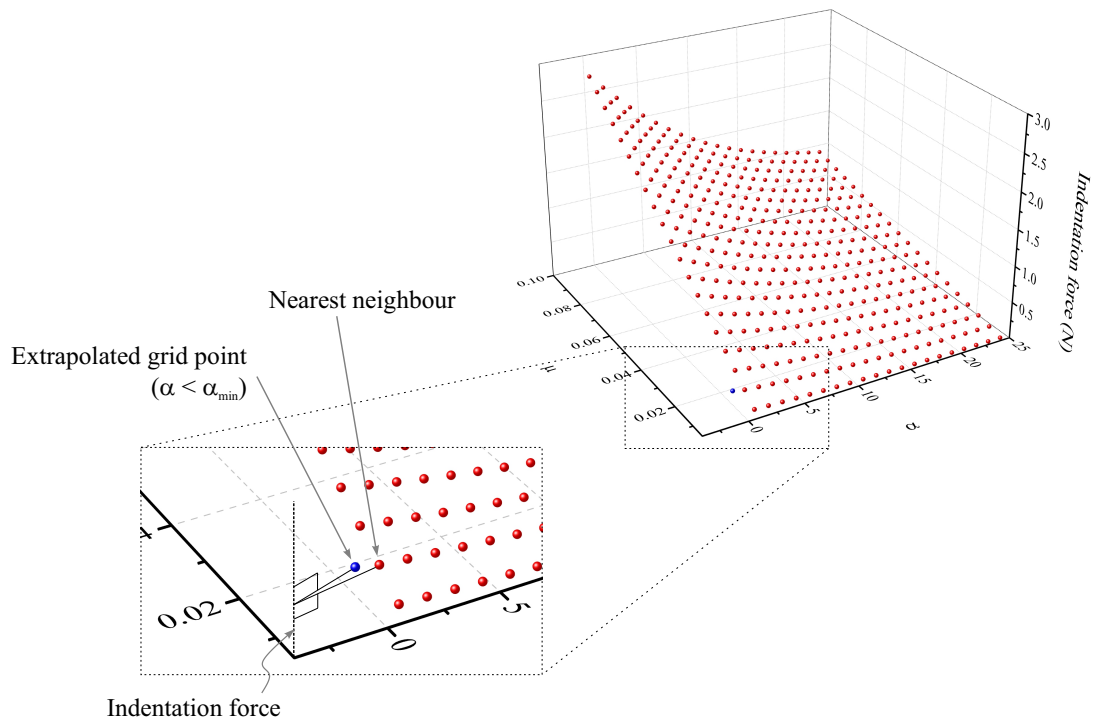 3.0
2.5
2.0
1.5
1.0
0.5
Indentation force (N)
0.10
0.08
0.06
0.04
0.02
μ
0
5
10
15
20
25
α
Nearest neighbour
Extrapolated grid point
(α < αmin)
0.02
0
5
Indentation force